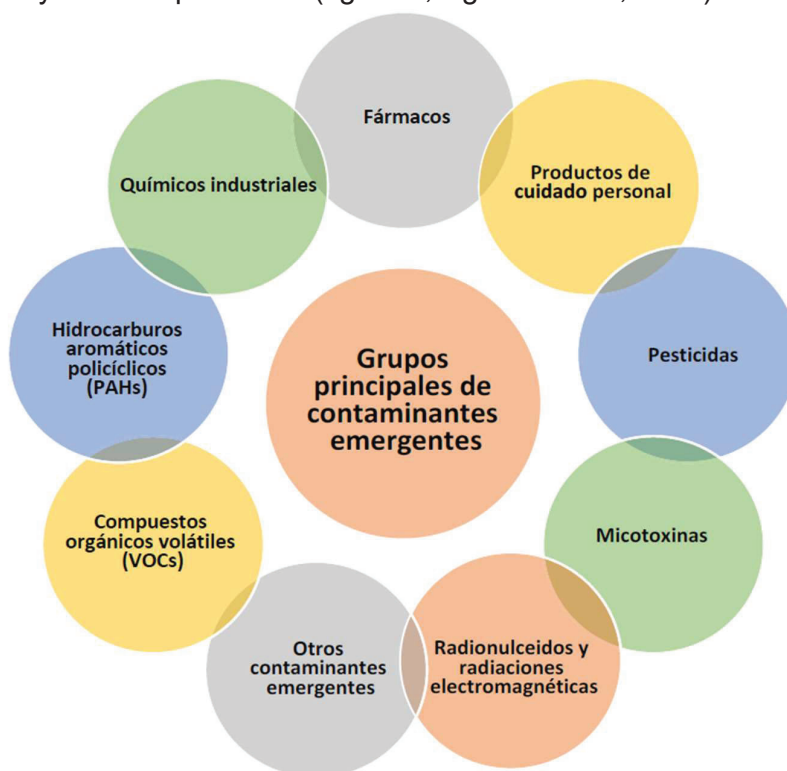 Fármacos
Productos de
cuidado personal
Pesticidas
Micotoxinas
Radionulceidos y
radiaciones
electromagnéticas
Otros
contaminantes
emergentes
Compuestos
orgánicos volátiles
(VOCs)
Hidrocarburos
aromáticos
policíclicos
(PAHs)
Químicos industriales
Grupos
principales de
contaminantes
emergentes